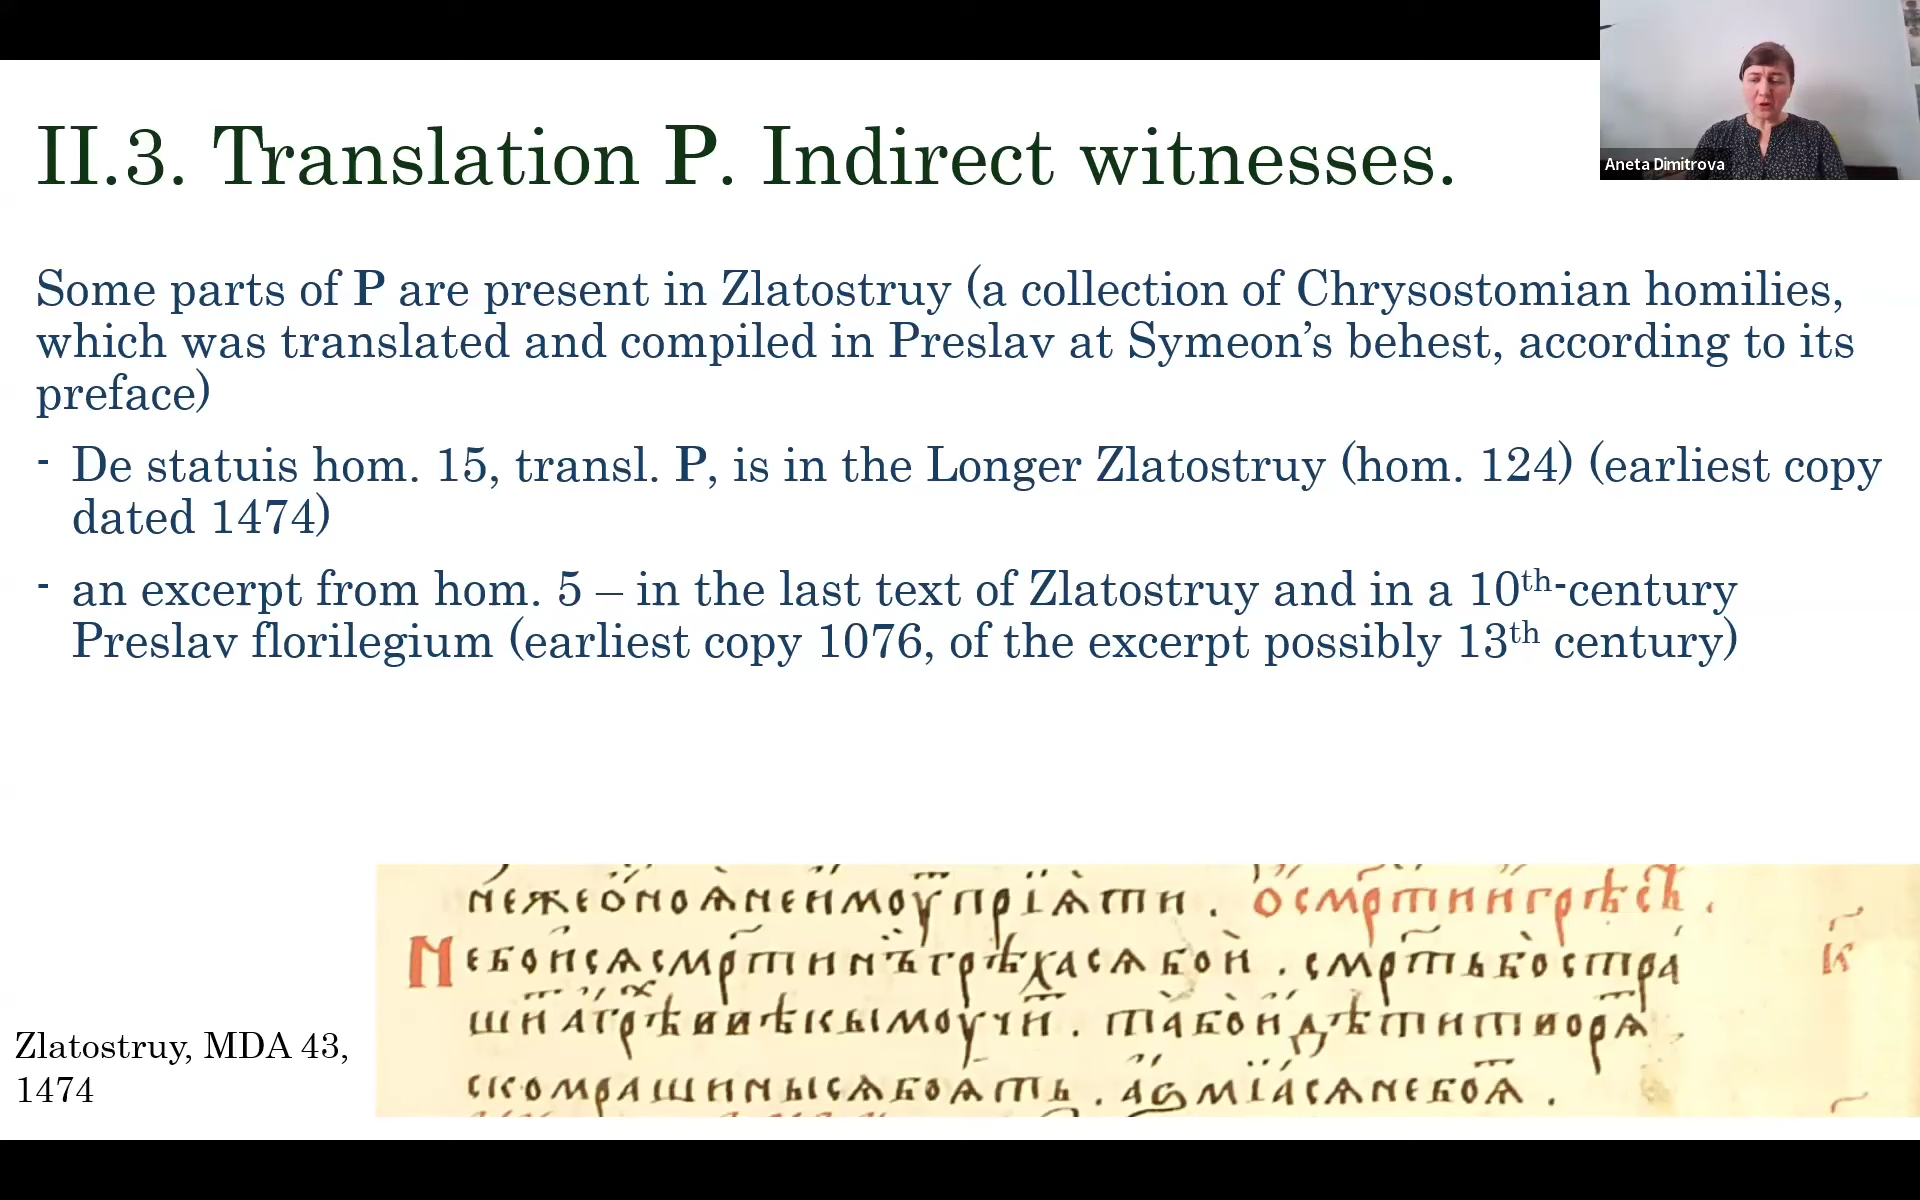 II.3. Translation P. Indirect witnesses.
Aneta Dimitrova
Some parts of P are present in Zlatostruy (a collection of Chrysostomian homilies,
which was translated and compiled in Preslav at Symeon’s behest, according to its
preface)
- De statuis hom. 15, transl. P, is in the Longer Zlatostruy (hom. 124) (earliest copy
dated 1474)
- an excerpt from hom. 5 – in the last text of Zlatostruy and in a 10th-century
Preslav florilegium (earliest copy 1076, of the excerpt possibly 13th century)
Zlatostruy, MDA 43,
1474